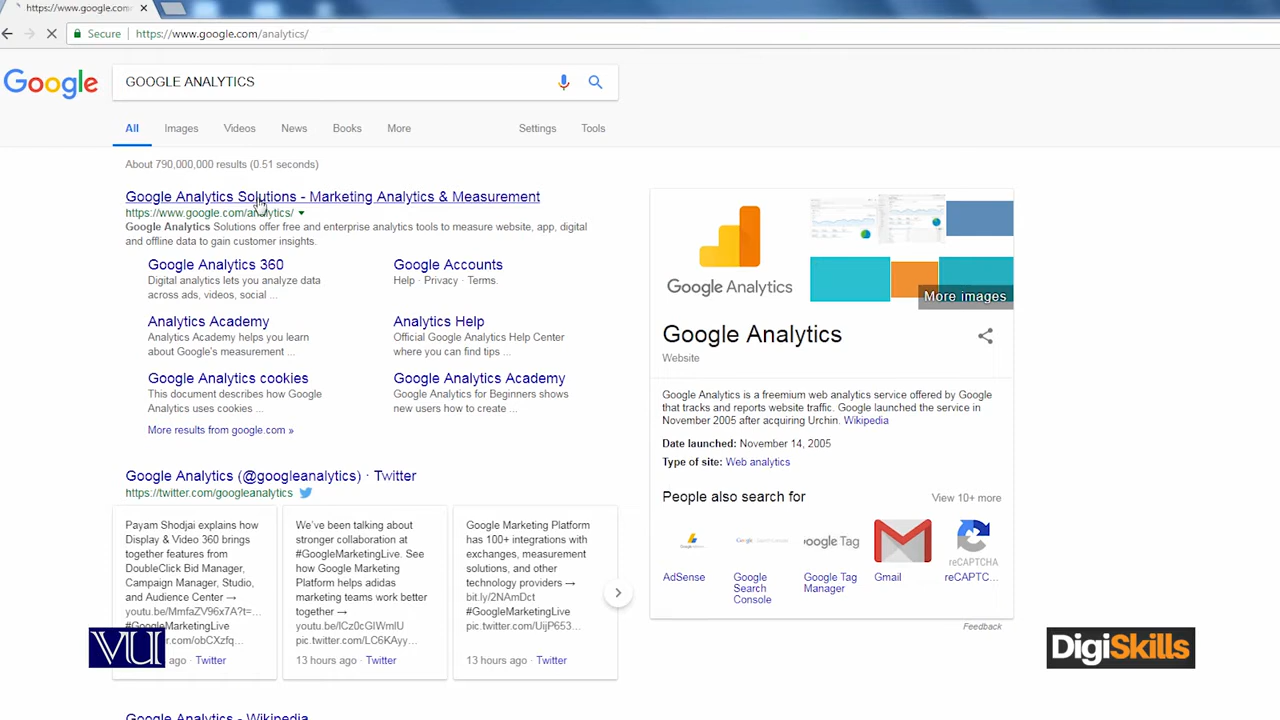 https://www.google.com
Secure
https://www.google.com/analytics/
Google
GOOGLE ANALYTICS
All
Images
Videos
News
Books
More
Settings
Tools
About 790,000,000 results (0.51 seconds)
Google Analytics Solutions - Marketing Analytics & Measurement
https://www.google.com/analytics/
Google Analytics Solutions offer free and enterprise analytics tools to measure website, app, digital
and offline data to gain customer insights.
Google Analytics 360
Digital analytics lets you analyze data
across ads, videos, social ...
Google Accounts
Help · Privacy · Terms.
Analytics Academy
Analytics Academy helps you learn
about Google's measurement ...
Analytics Help
Official Google Analytics Help Center
where you can find tips ...
Google Analytics cookies
This document describes how Google
Analytics uses cookies ...
Google Analytics Academy
Google Analytics for Beginners shows
new users how to create ...
More results from google.com »
Google Analytics (@googleanalytics) · Twitter
https://twitter.com/googleanalytics
Payam Shodjai explains how
Display & Video 360 brings
together features from
DoubleClick Bid Manager,
Campaign Manager, Studio,
and Audience Center →
youtu.be/MmfaZV96x7A?t=...
#GoogleMarketingLive
.com/obCXzfq...
ago · Twitter
We've been talking about
stronger collaboration at
#GoogleMarketingLive. See
how Google Marketing
Platform helps adidas
marketing teams work better
together →
youtu.be/ICz0cGIWmIU
pic.twitter.com/LC6KAyy...
13 hours ago · Twitter
Google Marketing Platform
has 100+ integrations with
exchanges, measurement
solutions, and other
technology providers →
bit.ly/2NAmDct
#GoogleMarketingLive
pic.twitter.com/UijP653...
13 hours ago · Twitter
Google Analytics - Wikipedia
Google Analytics
More images
Google Analytics
Website
Google Analytics is a freemium web analytics service offered by Google
that tracks and reports website traffic. Google launched the service in
November 2005 after acquiring Urchin. Wikipedia
Date launched: November 14, 2005
Type of site: Web analytics
People also search for
View 10+ more
oogle Tag
reCAPTCHA
AdSense
Google
Search
Console
Google Tag
Manager
Gmail
reCAPTC...
Feedback
VU
DigiSkills